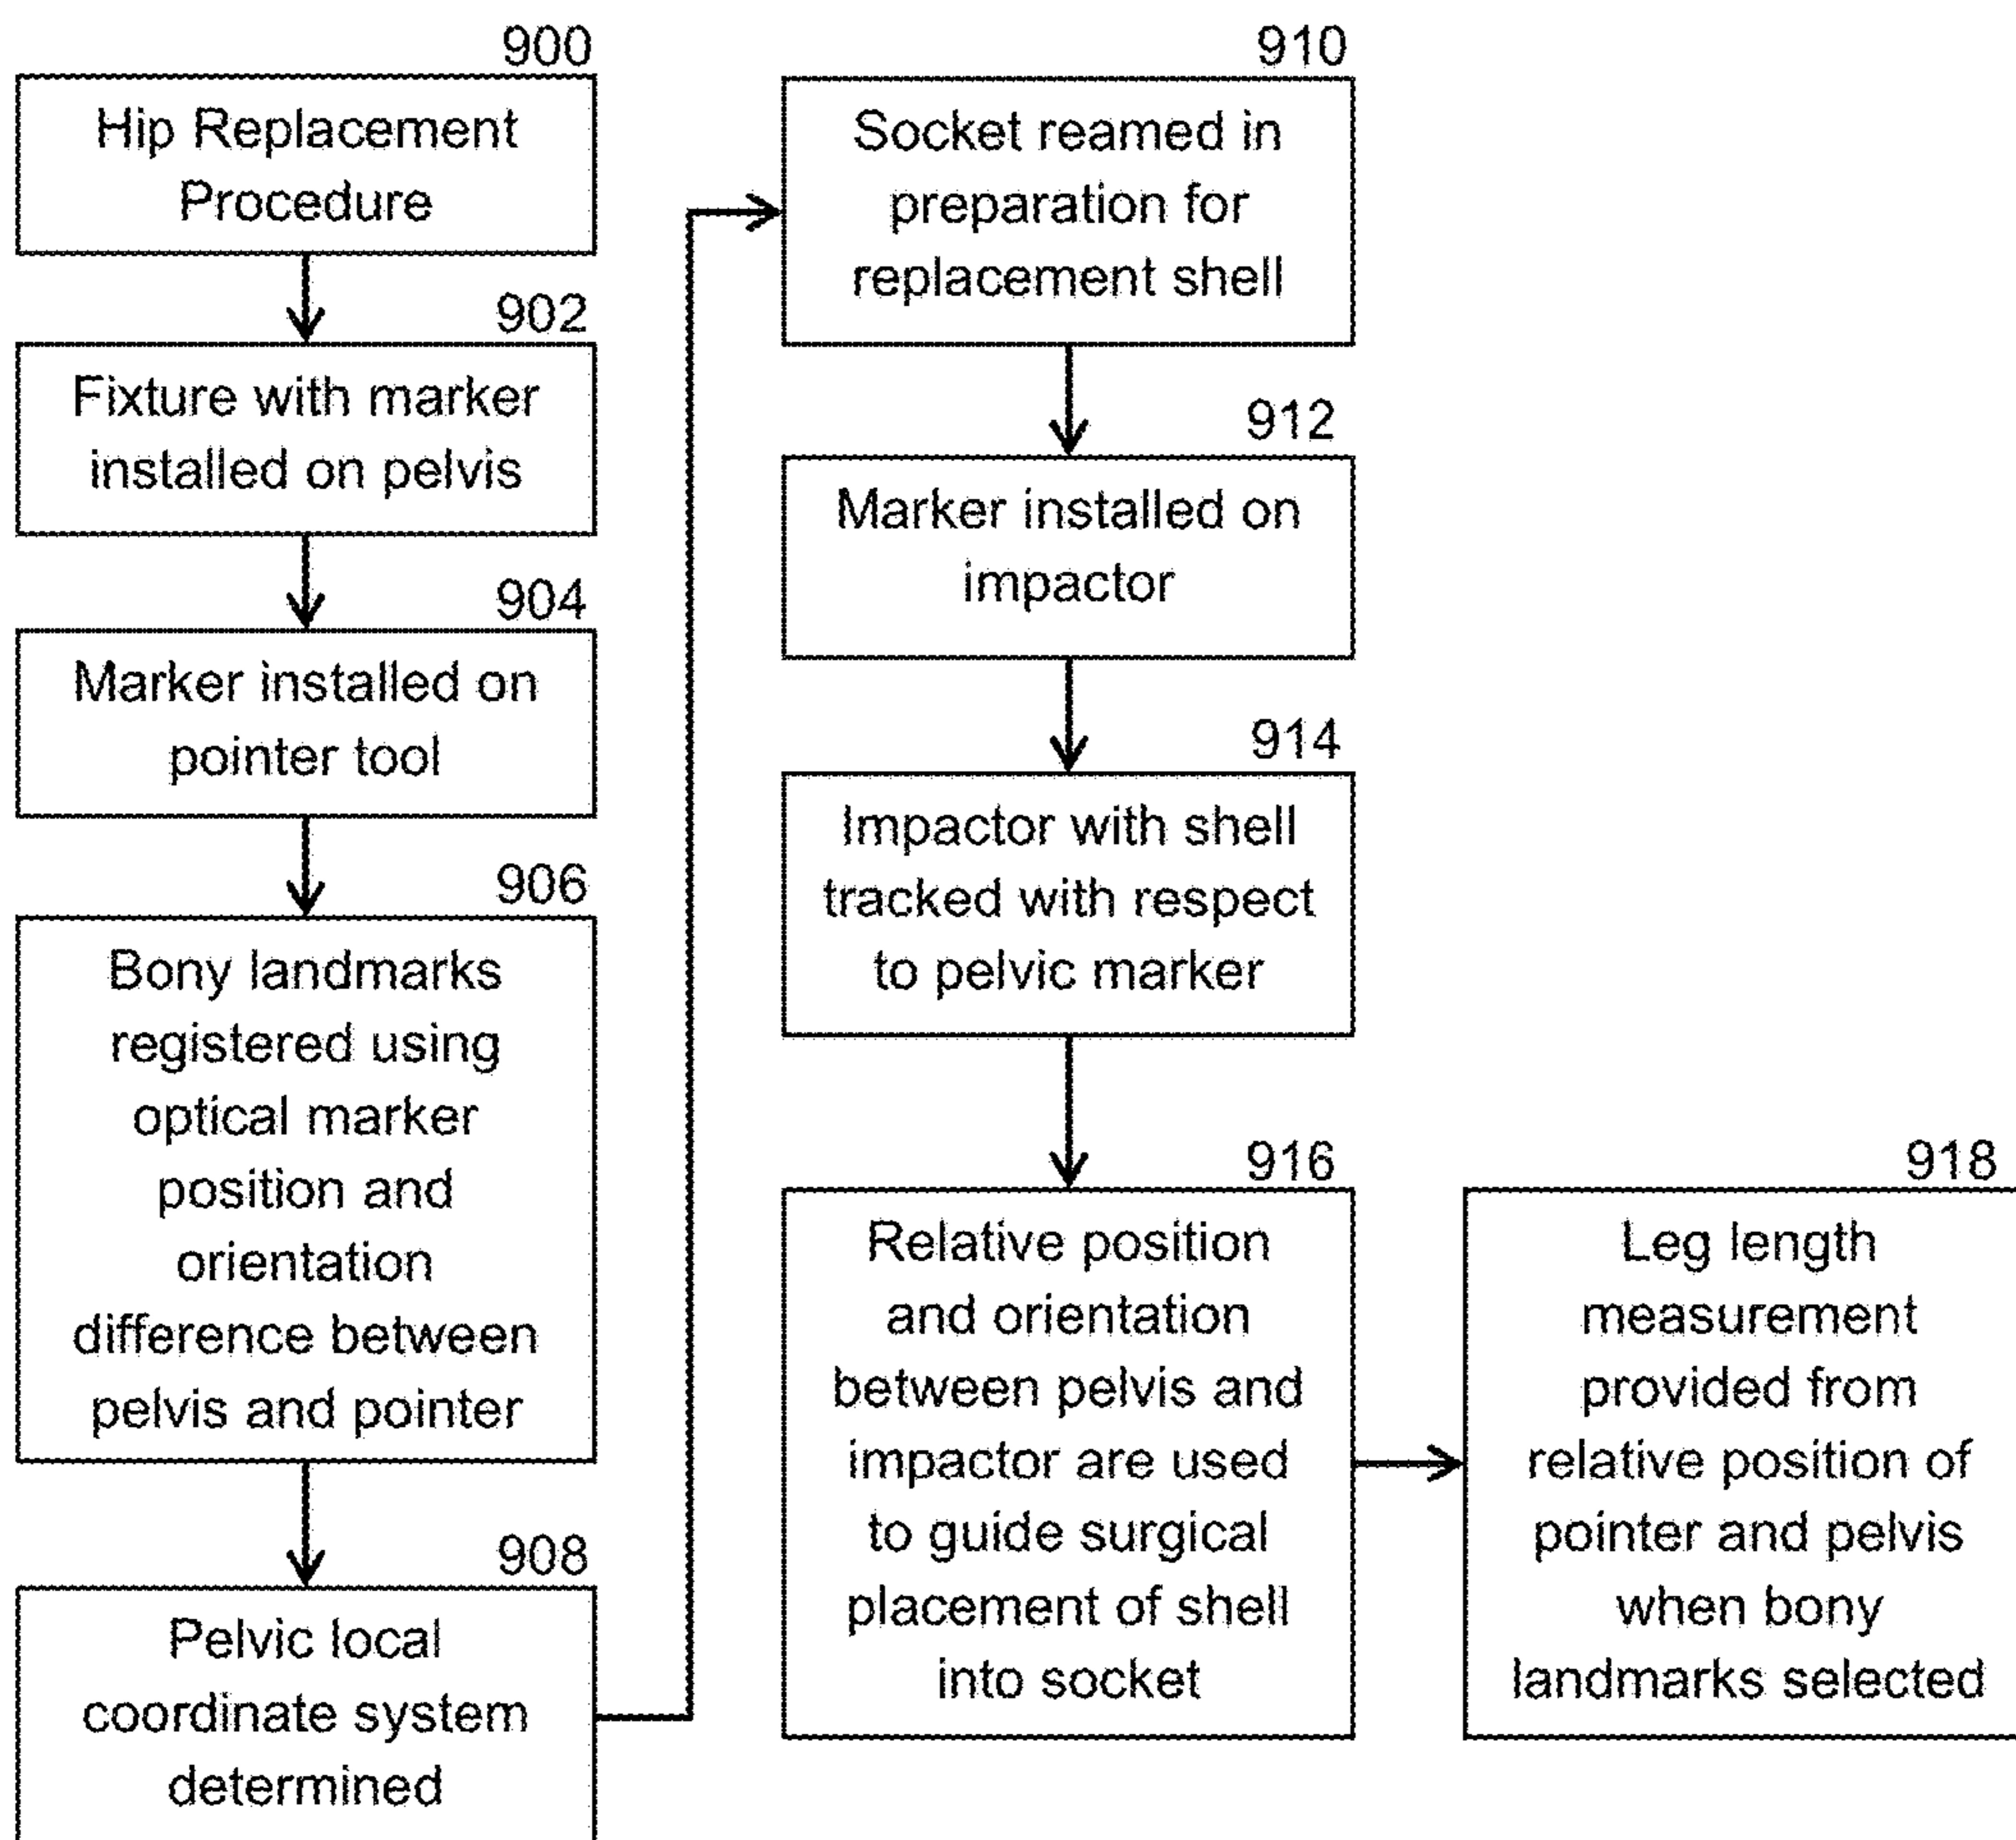 900
Hip Replacement
Procedure
902
Fixture with marker
installed on pelvis
904
Marker installed on
pointer tool
906
Bony landmarks
registered using
optical marker
position and
orientation
difference between
pelvis and pointer
908
Pelvic local
coordinate system
determined
910
Socket reamed in
preparation for
replacement shell
912
Marker installed on
impactor
914
Impactor with shell
tracked with respect
to pelvic marker
916
Relative position
and orientation
between pelvis and
impactor are used
to guide surgical
placement of shell
into socket
918
Leg length
measurement
provided from
relative position of
pointer and pelvis
when bony
landmarks selected